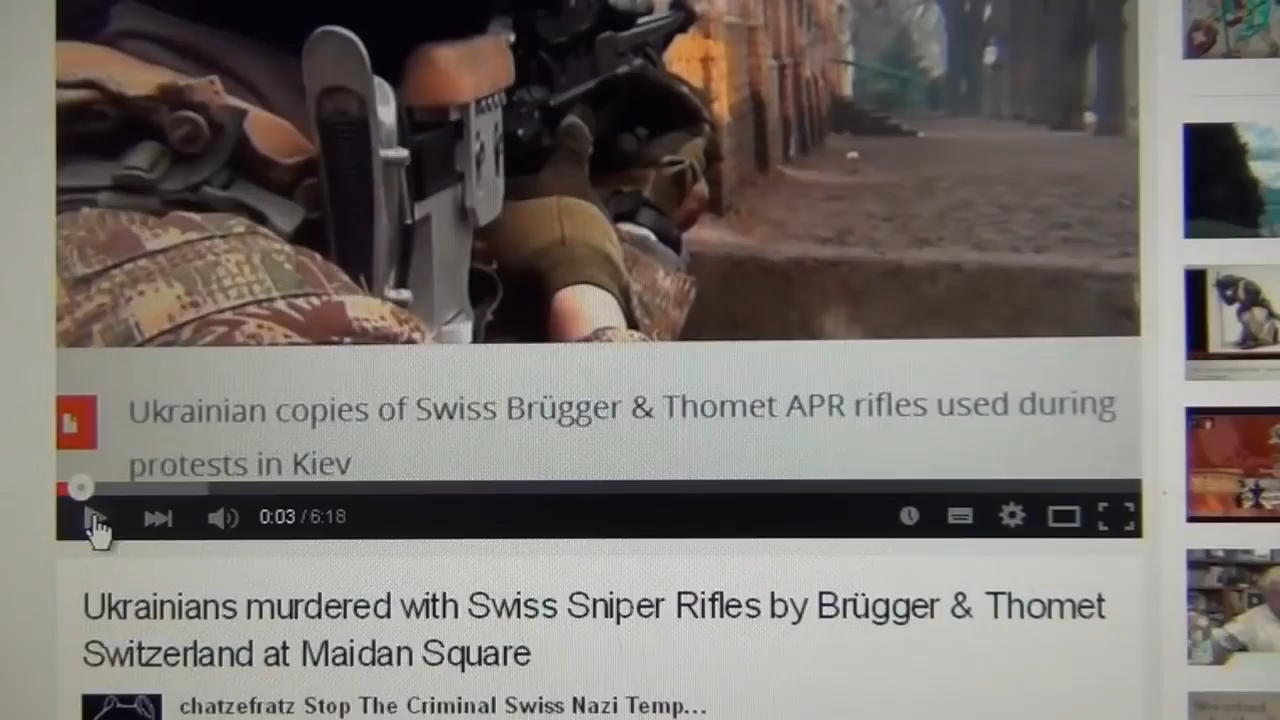 Ukrainian copies of Swiss Brügger & Thomet APR rifles used during
protests in Kiev
0:03 / 6:18
Ukrainians murdered with Swiss Sniper Rifles by Brügger & Thomet
Switzerland at Maidan Square
chatzefratz Stop The Criminal Swiss Nazi Temp...